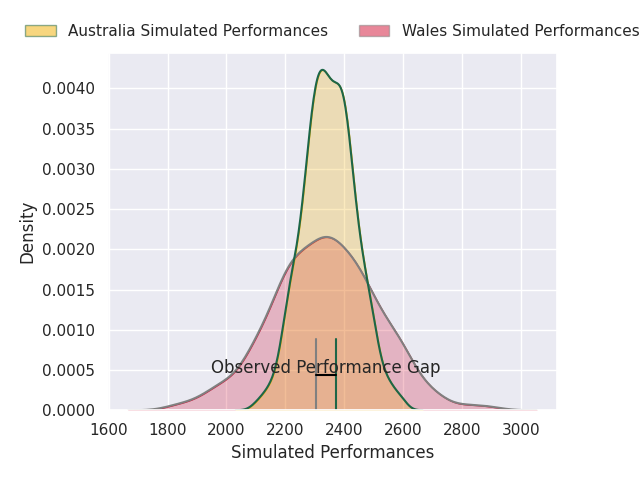 Australia Simulated Performances
Wales Simulated Performances
0.0040
0.0035
0.0030
0.0025
0.0020
0.0015
0.0010
0.0005
0.0000
Density
Observed Performance Gap
1600 1800 2000 2200 2400 2600 2800 3000
Simulated Performances